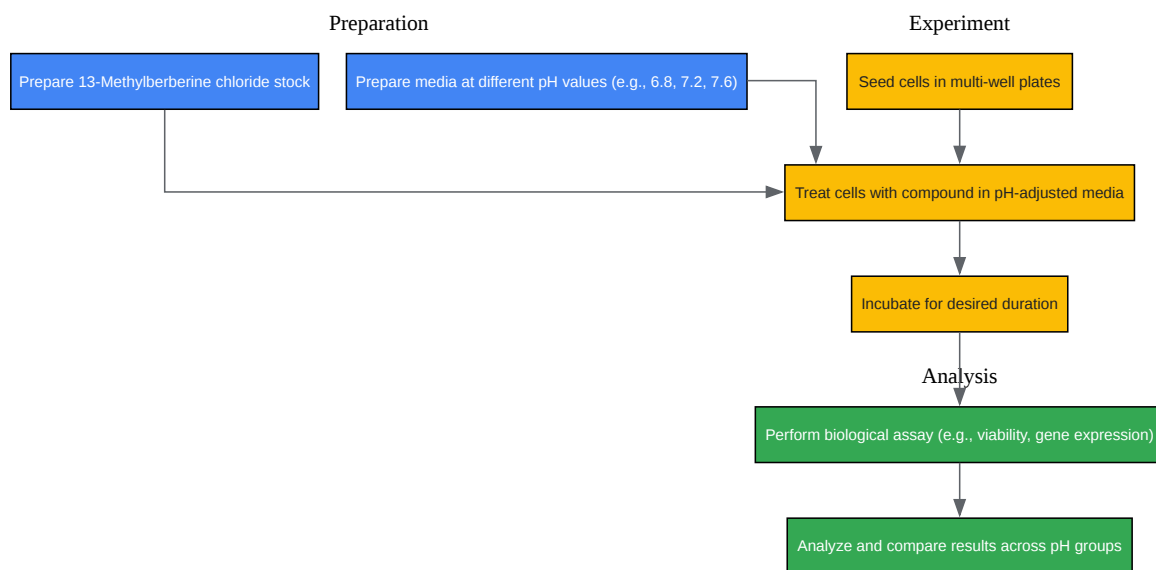 Preparation
Experiment
Prepare 13-Methylberberine chloride stock
Prepare media at different pH values (e.g., 6.8, 7.2, 7.6)
Seed cells in multi-well plates
Treat cells with compound in pH-adjusted media
Incubate for desired duration
Analysis
Perform biological assay (e.g., viability, gene expression)
Analyze and compare results across pH groups